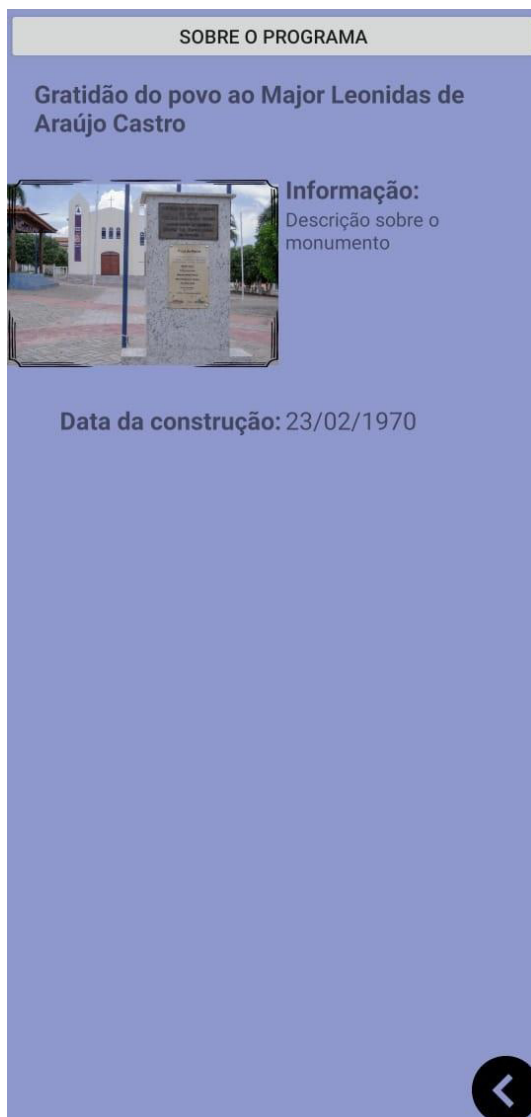 SOBRE O PROGRAMA
Gratidão do povo ao Major Leonidas de
Araújo Castro
Informação:
Descrição sobre o
monumento
Data da construção: 23/02/1970